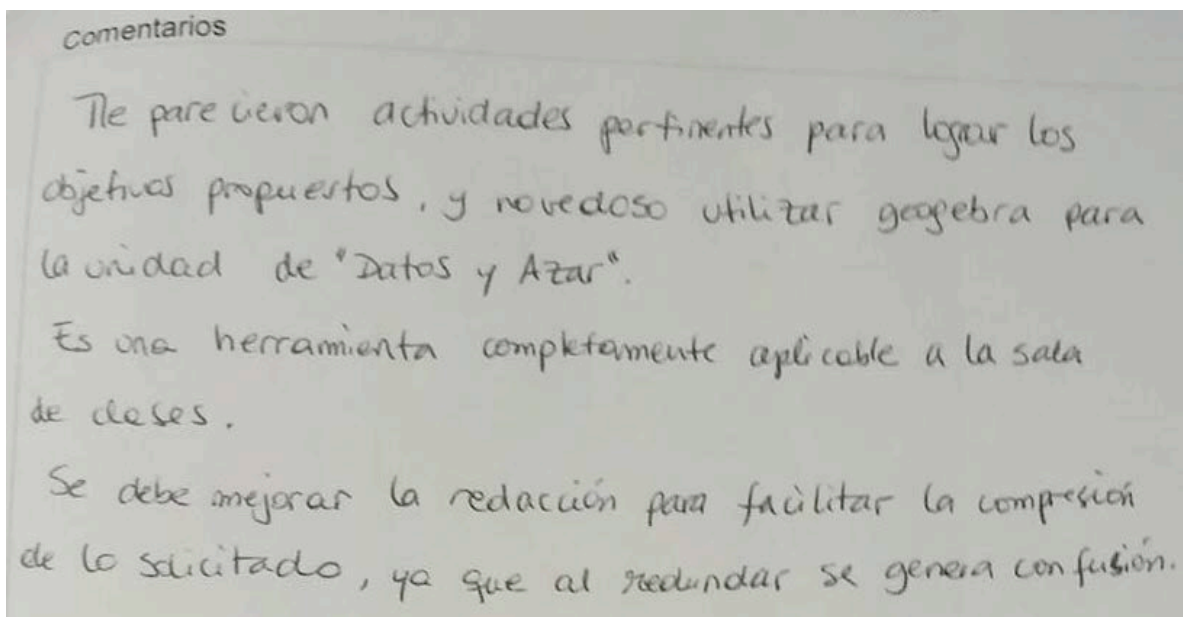 Comentarios
Me parecieron actividades pertinentes para lograr los
objetivos propuestos, y novedoso utilizar geogebra para
la unidad de "Datos y Azar".
Es una herramienta completamente aplicable a la sala
de clases.
Se debe mejorar la redacción para facilitar la compresión
de lo solicitado, ya que al redundar se genera confusión.